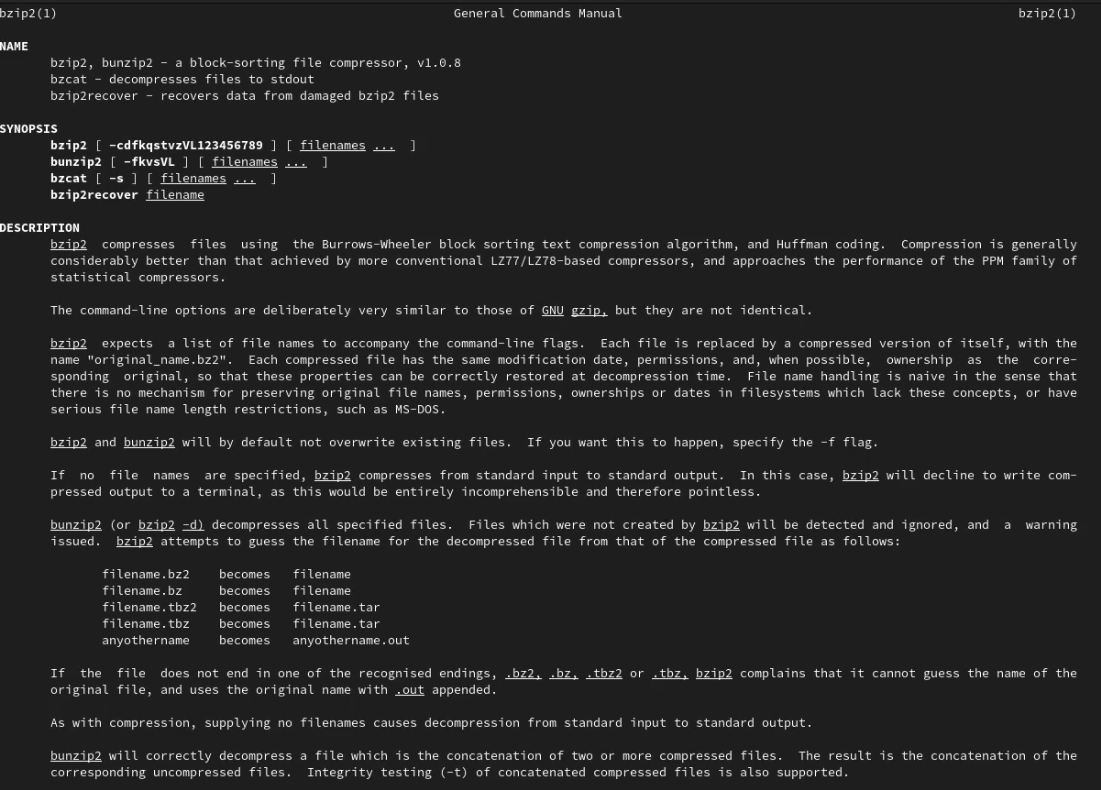 bzip2(1) General Commands Manual bzip2(1)
NAME
bzip2, bunzip2 - a block-sorting file compressor, v1.0.8
bzcat - decompresses files to stdout
bzip2recover - recovers data from damaged bzip2 files
SYNOPSIS
bzip2 [ -cdfkqstvzVL123456789 ] [ filenames ... ]
bunzip2 [ -fkvsVL ] [ filenames ... ]
bzcat [ -s ] [ filenames ... ]
bzip2recover filename
DESCRIPTION
bzip2 compresses files using the Burrows-Wheeler block sorting text compression algorithm, and Huffman coding. Compression is generally
considerably better than that achieved by more conventional LZ77/LZ78-based compressors, and approaches the performance of the PPM family of
statistical compressors.
The command-line options are deliberately very similar to those of GNU gzip, but they are not identical.
bzip2 expects a list of file names to accompany the command-line flags. Each file is replaced by a compressed version of itself, with the
name "original_name.bz2". Each compressed file has the same modification date, permissions, and, when possible, ownership as the corre-
sponding original, so that these properties can be correctly restored at decompression time. File name handling is naive in the sense that
there is no mechanism for preserving original file names, permissions, ownerships or dates in filesystems which lack these concepts, or have
serious file name length restrictions, such as MS-DOS.
bzip2 and bunzip2 will by default not overwrite existing files. If you want this to happen, specify the -f flag.
If no file names are specified, bzip2 compresses from standard input to standard output. In this case, bzip2 will decline to write com-
pressed output to a terminal, as this would be entirely incomprehensible and therefore pointless.
bunzip2 (or bzip2 -d) decompresses all specified files. Files which were not created by bzip2 will be detected and ignored, and a warning
issued. bzip2 attempts to guess the filename for the decompressed file from that of the compressed file as follows:
filename.bz2 becomes filename
filename.bz becomes filename
filename.tbz2 becomes filename.tar
filename.tbz becomes filename.tar
anyothername becomes anyothername.out
If the file does not end in one of the recognised endings, .bz2, .bz, .tbz2 or .tbz, bzip2 complains that it cannot guess the name of the
original file, and uses the original name with .out appended.
As with compression, supplying no filenames causes decompression from standard input to standard output.
bunzip2 will correctly decompress a file which is the concatenation of two or more compressed files. The result is the concatenation of the
corresponding uncompressed files. Integrity testing (-t) of concatenated compressed files is also supported.